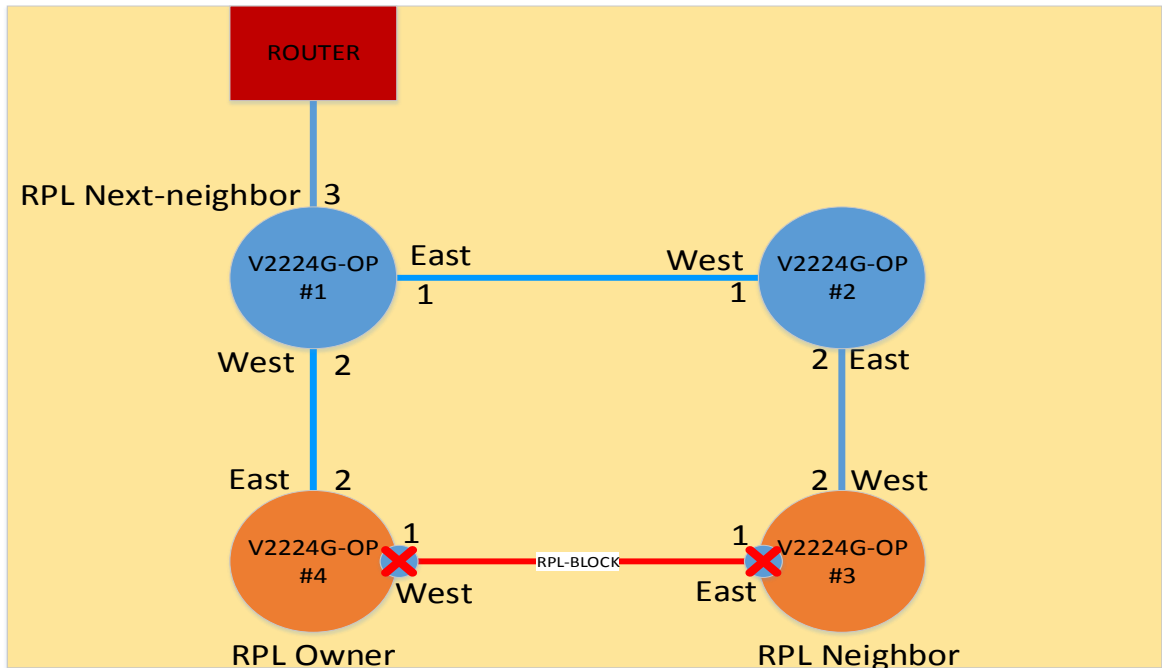 ROUTER
RPL Next-neighbor 3
V2224G-OP
#1
East
1
West
1
V2224G-OP
#2
West 2
2 East
East 2
2 West
V2224G-OP
#4
1
West
RPL-BLOCK
1
East
V2224G-OP
#3
RPL Owner
RPL Neighbor